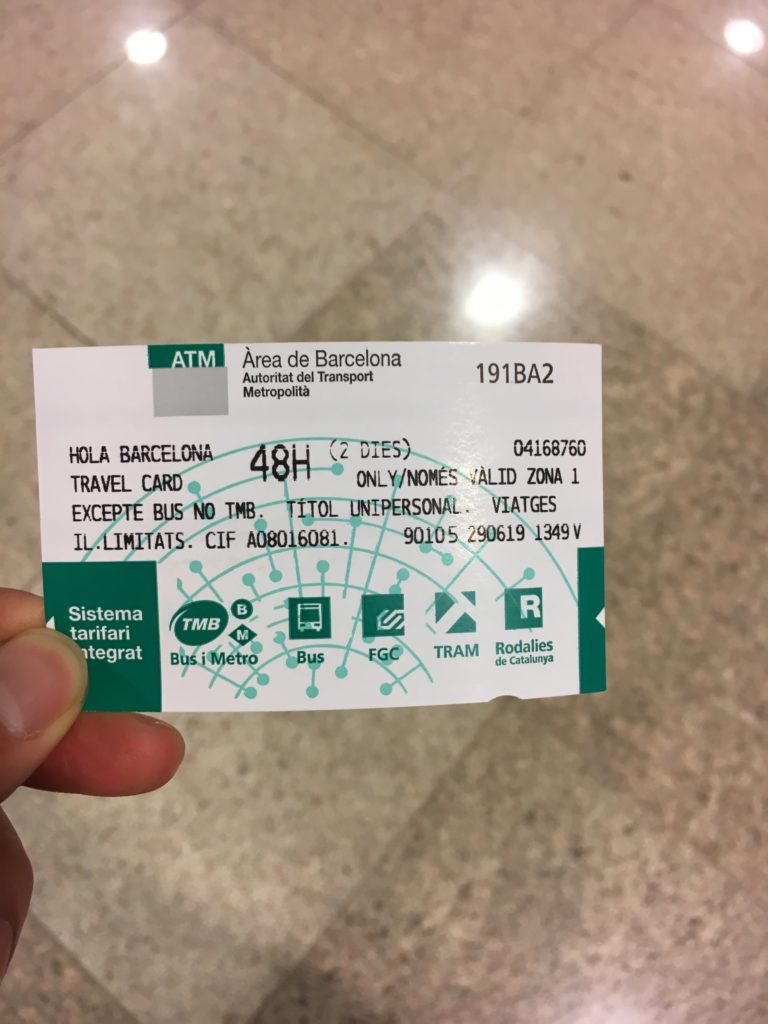 ATM
Àrea de Barcelona
Autoritat del Transport
Metropolità
191BA2
HOLA BARCELONA 48H (2 DIES) 04168760
TRAVEL CARD ONLY/NOMÉS VÀLID ZONA 1
EXCEPTE BUS NO TMB. TÍTOL UNIPERSONAL. VIATGES
IL.LIMITATS. CIF A08016081. 90105 290619 1349 V
Sistema
tarifari
integrat
TMB
B
M
Bus i Metro
Bus
FGC
TRAM
R
Rodalies
de Catalunya